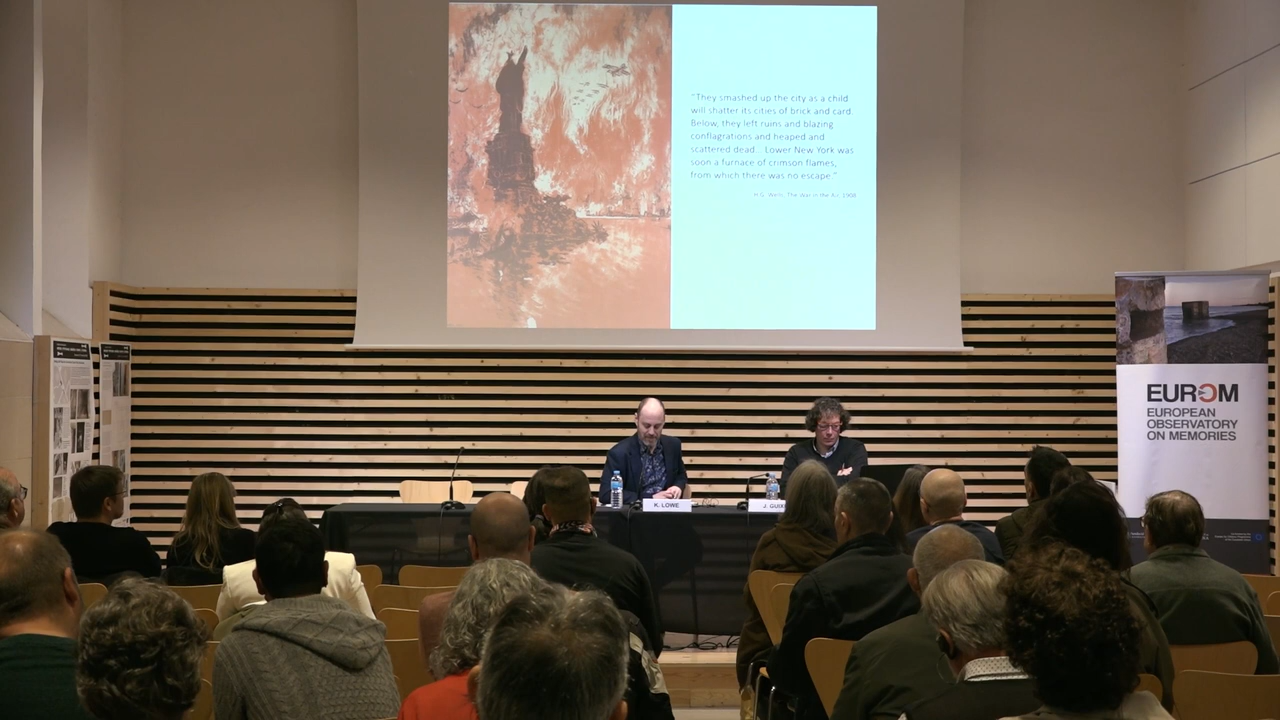 "They smashed up the city as a child
will shatter its cities of brick and card.
Below, they left ruins and blazing
conflagrations and heaped and
scattered dead... Lower New York was
soon a furnace of crimson flames,
from which there was no escape."
H.G. Wells, The War in the Air, 1908
K. LOWE
J. GUIX
EUROM
EUROPEAN
OBSERVATORY
ON MEMORIES